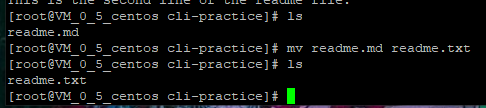 This is the second line of the readme file.
[root@VM_0_5_centos cli-practice]# ls
readme.md
[root@VM_0_5_centos cli-practice]# mv readme.md readme.txt
[root@VM_0_5_centos cli-practice]# ls
readme.txt
[root@VM_0_5_centos cli-practice]#